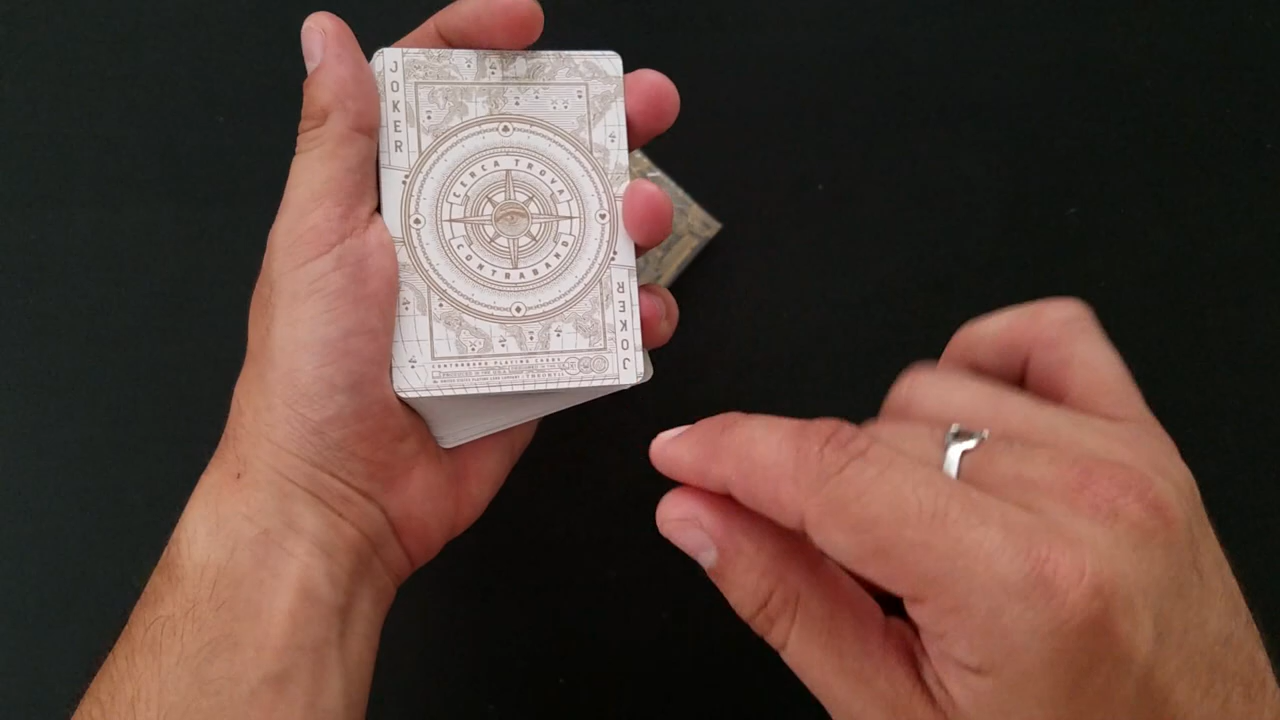 JOKER
CERCA TROVA
CONTRABAND
JOKER
CONTRABAND PLAYING CARDS